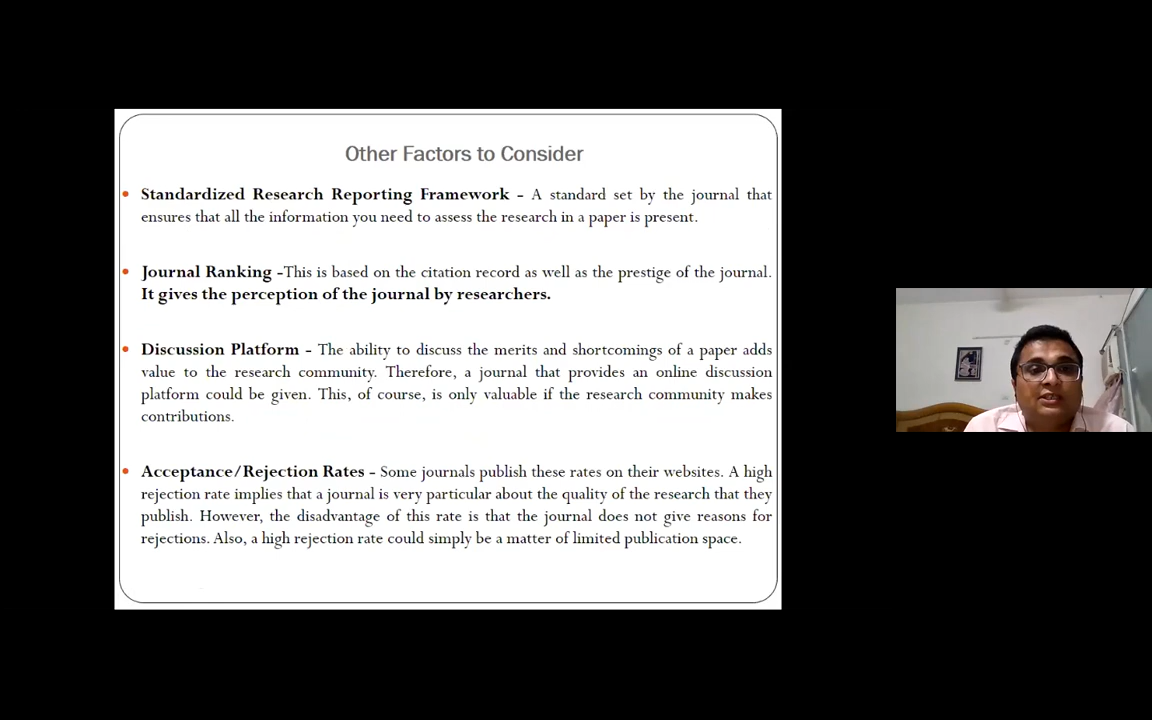 Other Factors to Consider
• Standardized Research Reporting Framework - A standard set by the journal that
ensures that all the information you need to assess the research in a paper is present.
• Journal Ranking -This is based on the citation record as well as the prestige of the journal.
It gives the perception of the journal by researchers.
• Discussion Platform - The ability to discuss the merits and shortcomings of a paper adds
value to the research community. Therefore, a journal that provides an online discussion
platform could be given. This, of course, is only valuable if the research community makes
contributions.
• Acceptance/Rejection Rates - Some journals publish these rates on their websites. A high
rejection rate implies that a journal is very particular about the quality of the research that they
publish. However, the disadvantage of this rate is that the journal does not give reasons for
rejections. Also, a high rejection rate could simply be a matter of limited publication space.